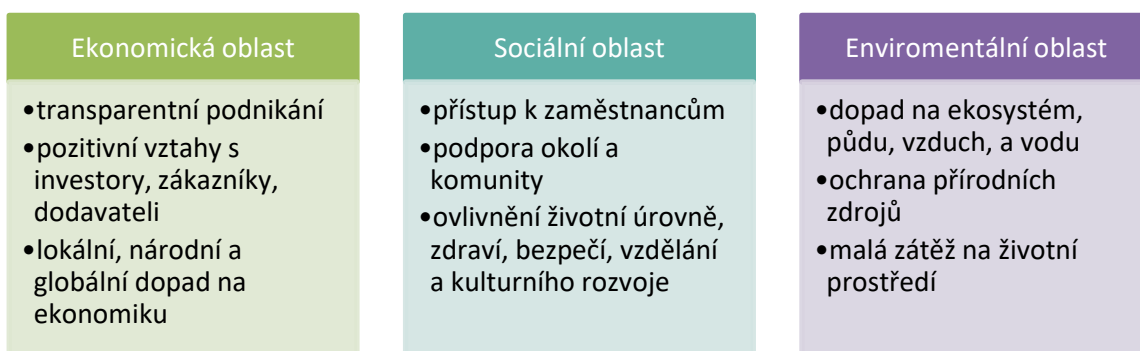 Ekonomická oblast
•transparentní podnikání
•pozitivní vztahy s
investory, zákazníky,
dodavateli
•lokální, národní a
globální dopad na
ekonomiku
Sociální oblast
•přístup k zaměstnancům
•podpora okolí a
komunity
•ovlivnění životní úrovně,
zdraví, bezpečí, vzdělání
a kulturního rozvoje
Enviromentální oblast
•dopad na ekosystém,
půdu, vzduch, a vodu
•ochrana přírodních
zdrojů
•malá zátěž na životní
prostředí